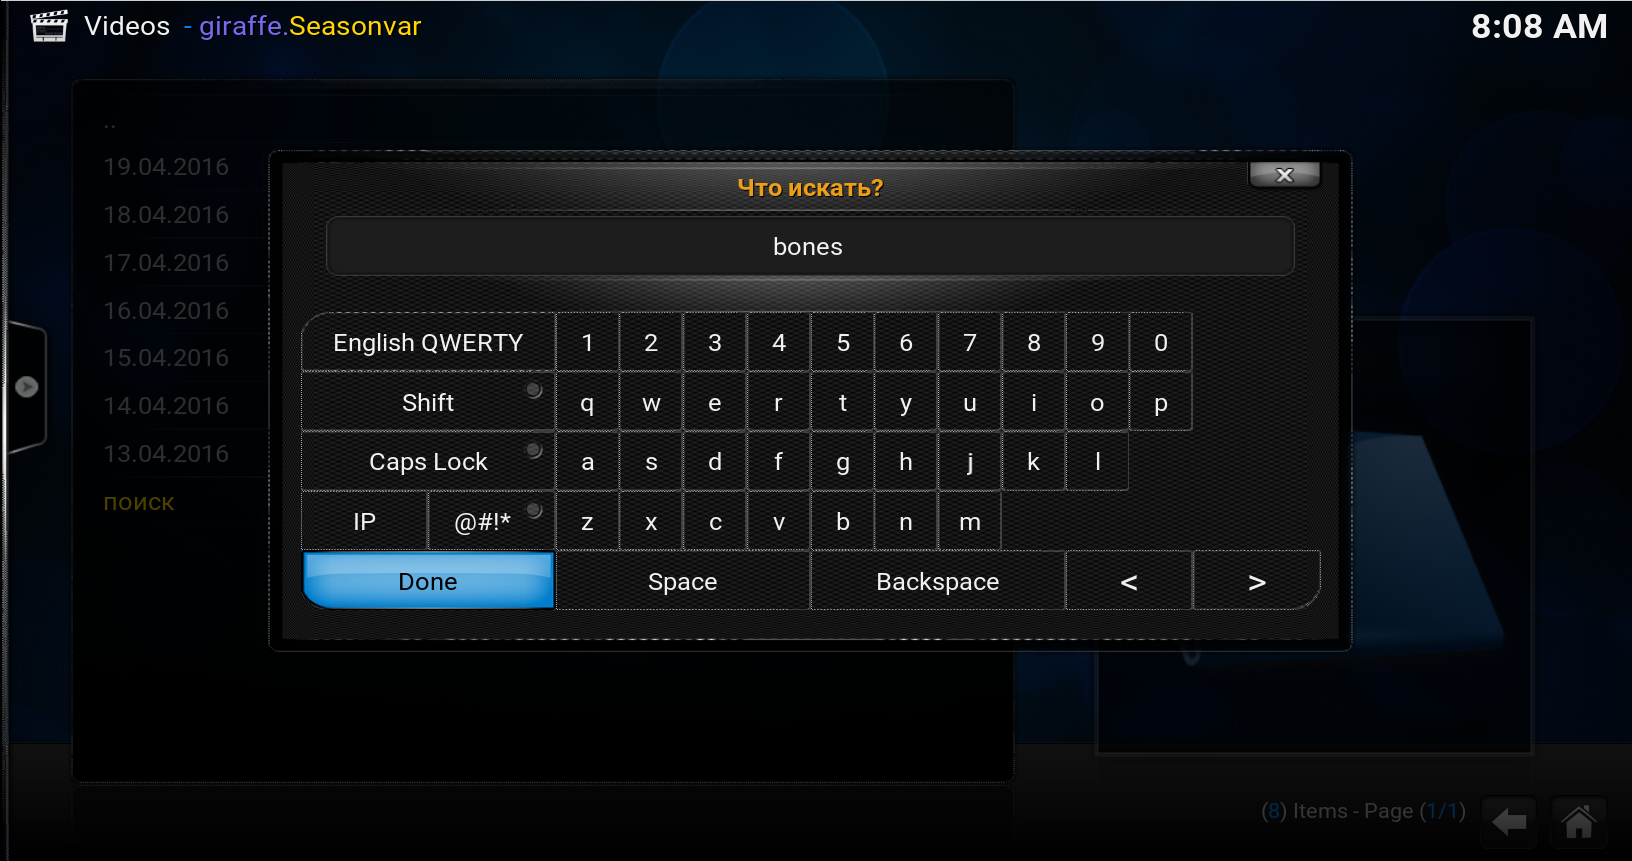 Videos - giraffe.Seasonvar
8:08 AM
..
19.04.2016
18.04.2016
17.04.2016
16.04.2016
15.04.2016
14.04.2016
13.04.2016
поиск
Что искать?
x
bones
English QWERTY 1 2 3 4 5 6 7 8 9 0
Shift q w e r t y u i o p
Caps Lock a s d f g h j k l
IP @#!* z x c v b n m
Done Space Backspace < >
(8) Items - Page (1/1)